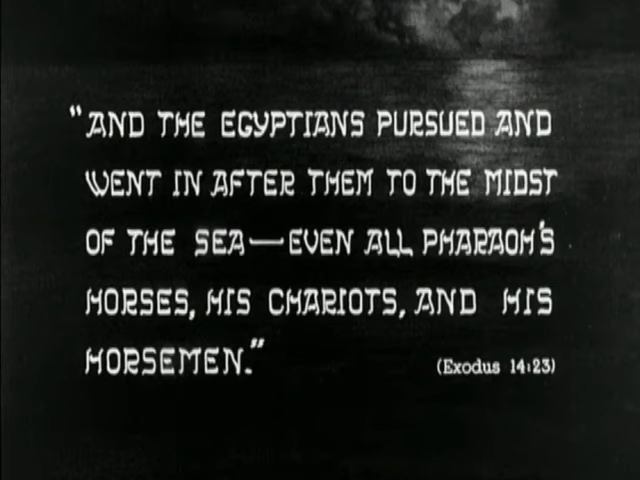 "AND THE EGYPTIANS PURSUED AND
WENT IN AFTER THEM TO THE MIDST
OF THE SEA—EVEN ALL PHARAOH'S
HORSES, HIS CHARIOTS, AND HIS
HORSEMEN."
(Exodus 14:23)